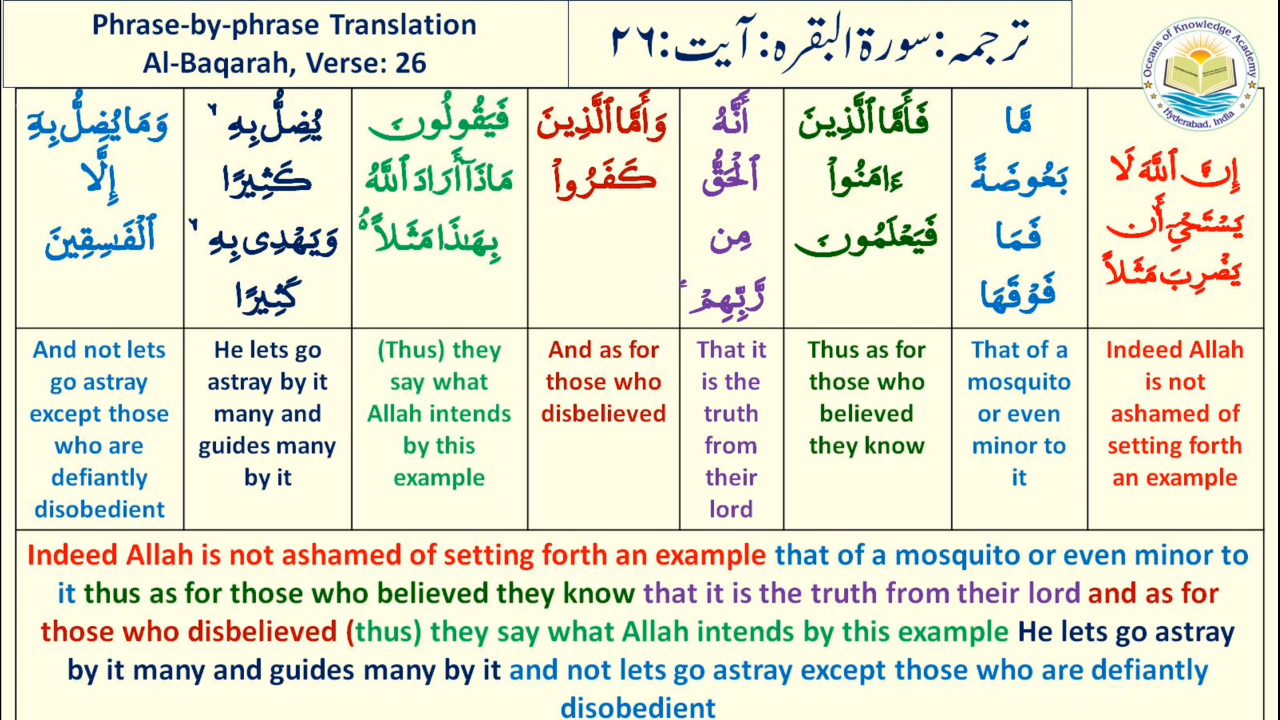 Phrase-by-phrase Translation
Al-Baqarah, Verse: 26
ترجمہ: سورة البقره: آیت: ۲۶
Oceans of Knowledge Academy
Hyderabad, India
إِنَّ ٱللَّهَ لَا
يَسْتَحْىِۦٓ أَن
يَضْرِبَ مَثَلًا
مَّا
بَعُوضَةً
فَمَا
فَوْقَهَا
فَأَمَّا ٱلَّذِينَ
ءَامَنُوا۟
فَيَعْلَمُونَ
أَنَّهُ
ٱلْحَقُّ
مِن
رَّبِّهِمْ ۖ
وَأَمَّا ٱلَّذِينَ
كَفَرُوا۟
فَيَقُولُونَ
مَاذَآ أَرَادَ ٱللَّهُ
بِهَٰذَا مَثَلًا ۘ
يُضِلُّ بِهِۦ
كَثِيرًا
وَيَهْدِى بِهِۦ
كَثِيرًا
وَمَا يُضِلُّ بِهِۦٓ
إِلَّا
ٱلْفَٰسِقِينَ
Indeed Allah
is not
ashamed of
setting forth
an example
That of a
mosquito
or even
minor to
it
Thus as for
those who
believed
they know
That it
is the
truth
from
their
lord
And as for
those who
disbelieved
(Thus) they
say what
Allah intends
by this
example
He lets go
astray by it
many and
guides many
by it
And not lets
go astray
except those
who are
defiantly
disobedient
Indeed Allah is not ashamed of setting forth an example that of a mosquito or even minor to
it thus as for those who believed they know that it is the truth from their lord and as for
those who disbelieved (thus) they say what Allah intends by this example He lets go astray
by it many and guides many by it and not lets go astray except those who are defiantly
disobedient